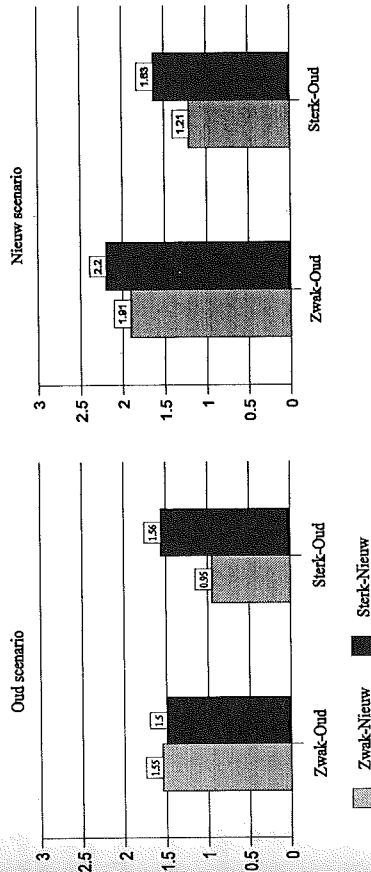 Oud scenario
3
2.5
2
1.5
1
0.5
0
1.55
1.5
0.95
1.56
Zwak-Oud
Sterk-Oud
Nieuw scenario
3
2.5
2
1.5
1
0.5
0
1.91
2.2
1.21
1.63
Zwak-Oud
Sterk-Oud
Zwak-Nieuw
Sterk-Nieuw